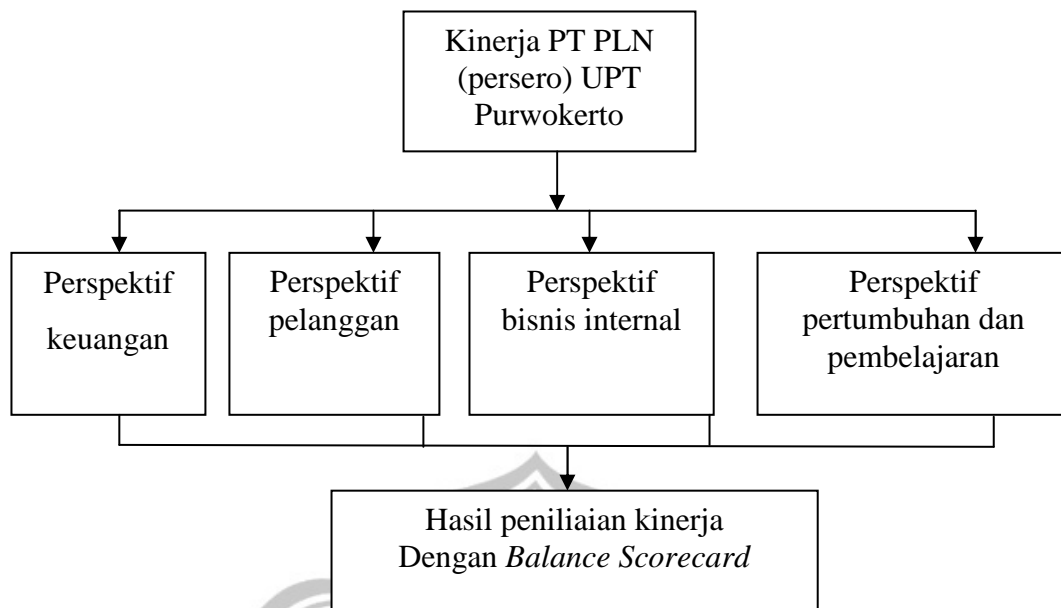 Kinerja PT PLN
(persero) UPT
Purwokerto
Perspektif
keuangan
Perspektif
pelanggan
Perspektif
bisnis internal
Perspektif
pertumbuhan dan
pembelajaran
Hasil peniliaian kinerja
Dengan Balance Scorecard